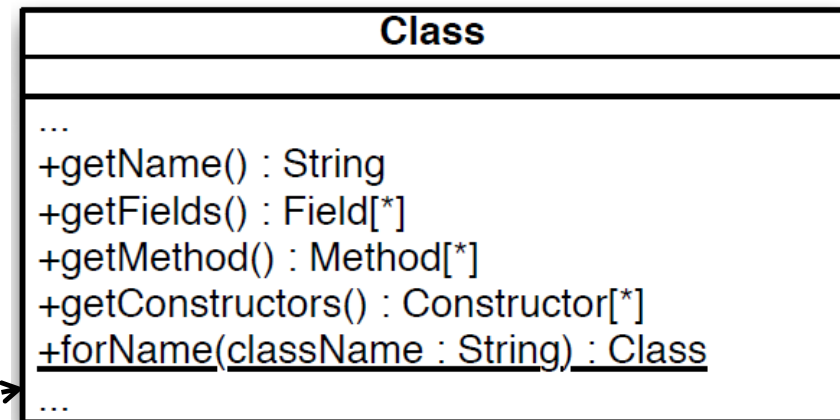 Class
...
+getName() : String
+getFields() : Field[*]
+getMethod() : Method[*]
+getConstructors() : Constructor[*]
+forName(className : String) : Class
...